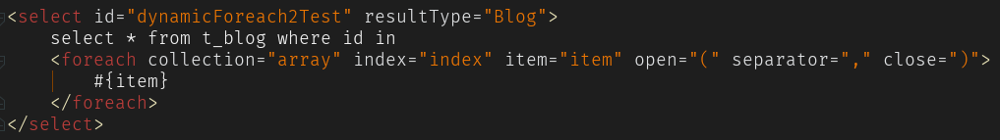 <select id="dynamicForeach2Test" resultType="Blog">
    select * from t_blog where id in
    <foreach collection="array" index="index" item="item" open="(" separator="," close=")">
        #{item}
    </foreach>
</select>